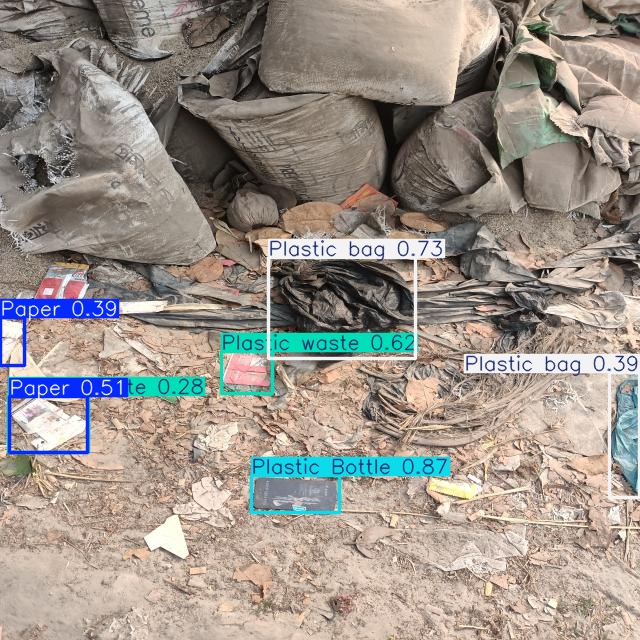 eme
Plastic bag 0.73
Paper 0.39
Plastic waste 0.62
Plastic bag 0.39
Paper 0.51
te 0.28
Plastic Bottle 0.87